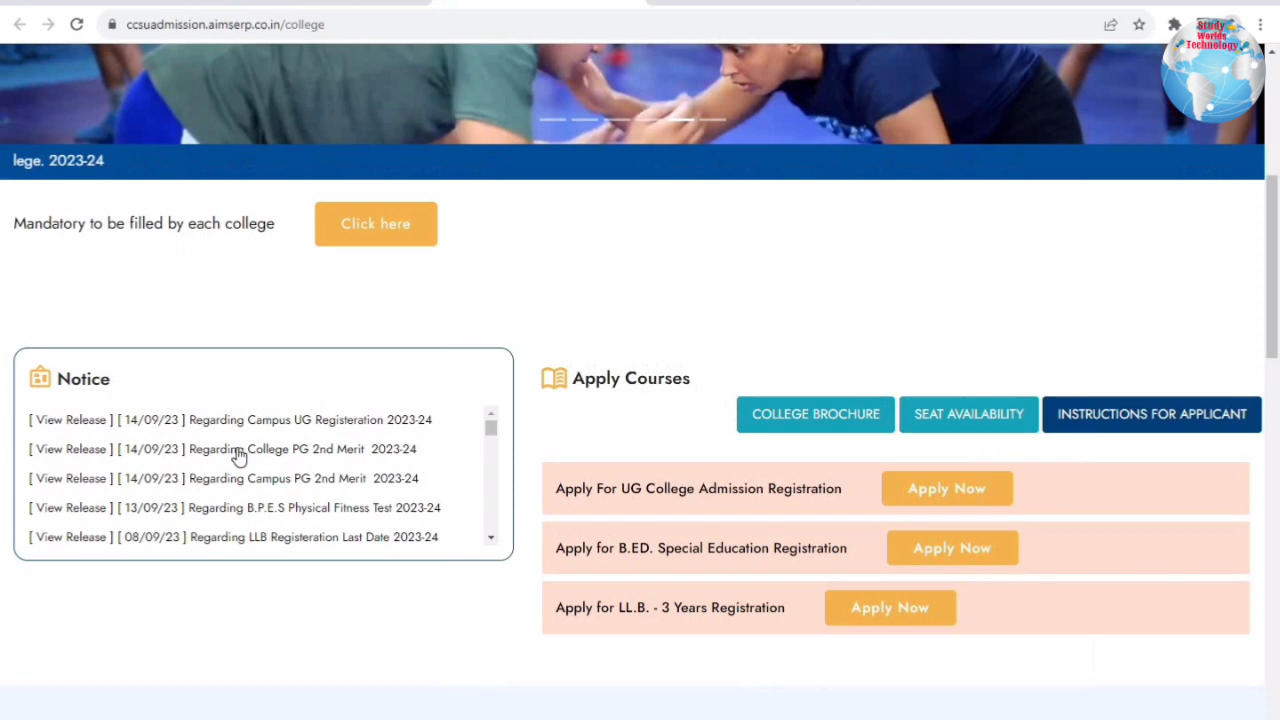 ccsuadmission.aimserp.co.in/college
Study
Worlds
Technology
lege. 2023-24
Mandatory to be filled by each college
Click here
Notice
[ View Release ] [ 14/09/23 ] Regarding Campus UG Registeration 2023-24
[ View Release ] [ 14/09/23 ] Regarding College PG 2nd Merit 2023-24
[ View Release ] [ 14/09/23 ] Regarding Campus PG 2nd Merit 2023-24
[ View Release ] [ 13/09/23 ] Regarding B.P.E.S Physical Fitness Test 2023-24
[ View Release ] [ 08/09/23 ] Regarding LLB Registeration Last Date 2023-24
Apply Courses
COLLEGE BROCHURE
SEAT AVAILABILITY
INSTRUCTIONS FOR APPLICANT
Apply For UG College Admission Registration
Apply Now
Apply for B.ED. Special Education Registration
Apply Now
Apply for LL.B. - 3 Years Registration
Apply Now